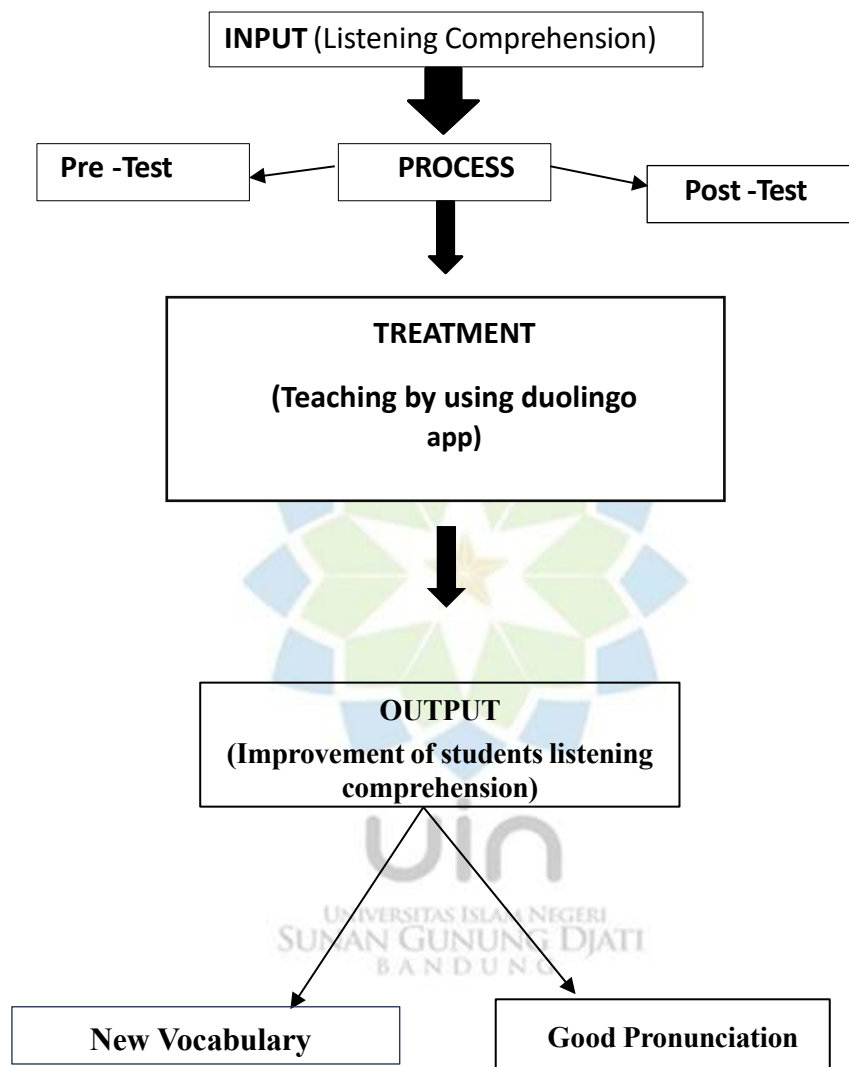 INPUT (Listening Comprehension)
Pre -Test
PROCESS
Post -Test
TREATMENT
(Teaching by using duolingo
app)
OUTPUT
(Improvement of students listening
comprehension)
uin
UNIVERSITAS ISLAM NEGERI
SUNAN GUNUNG DJATI
BANDUNG
New Vocabulary
Good Pronunciation